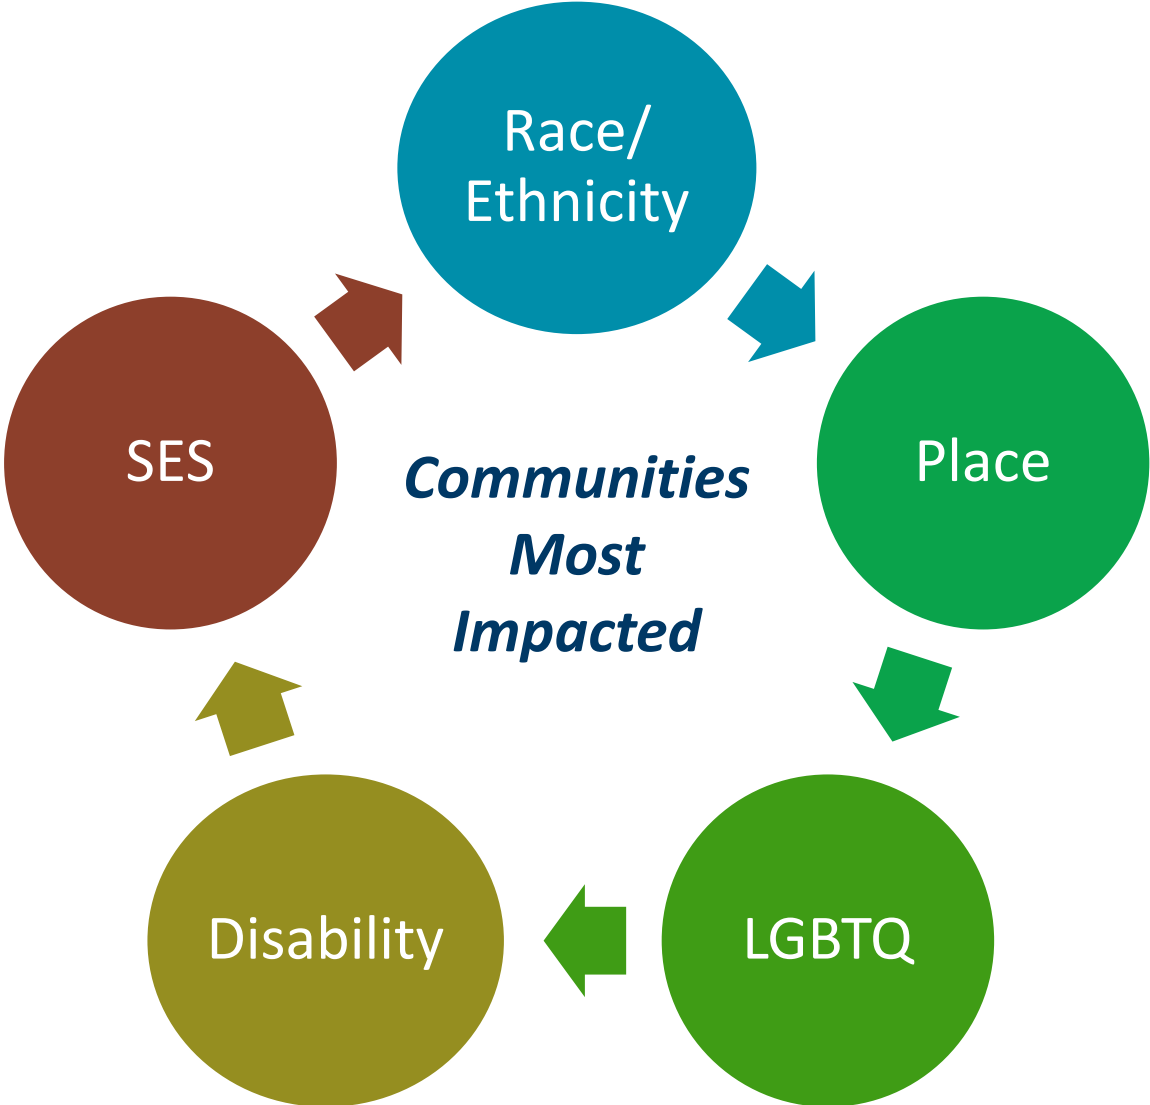 Race/
Ethnicity
Place
LGBTQ
Disability
SES
Communities
Most
Impacted